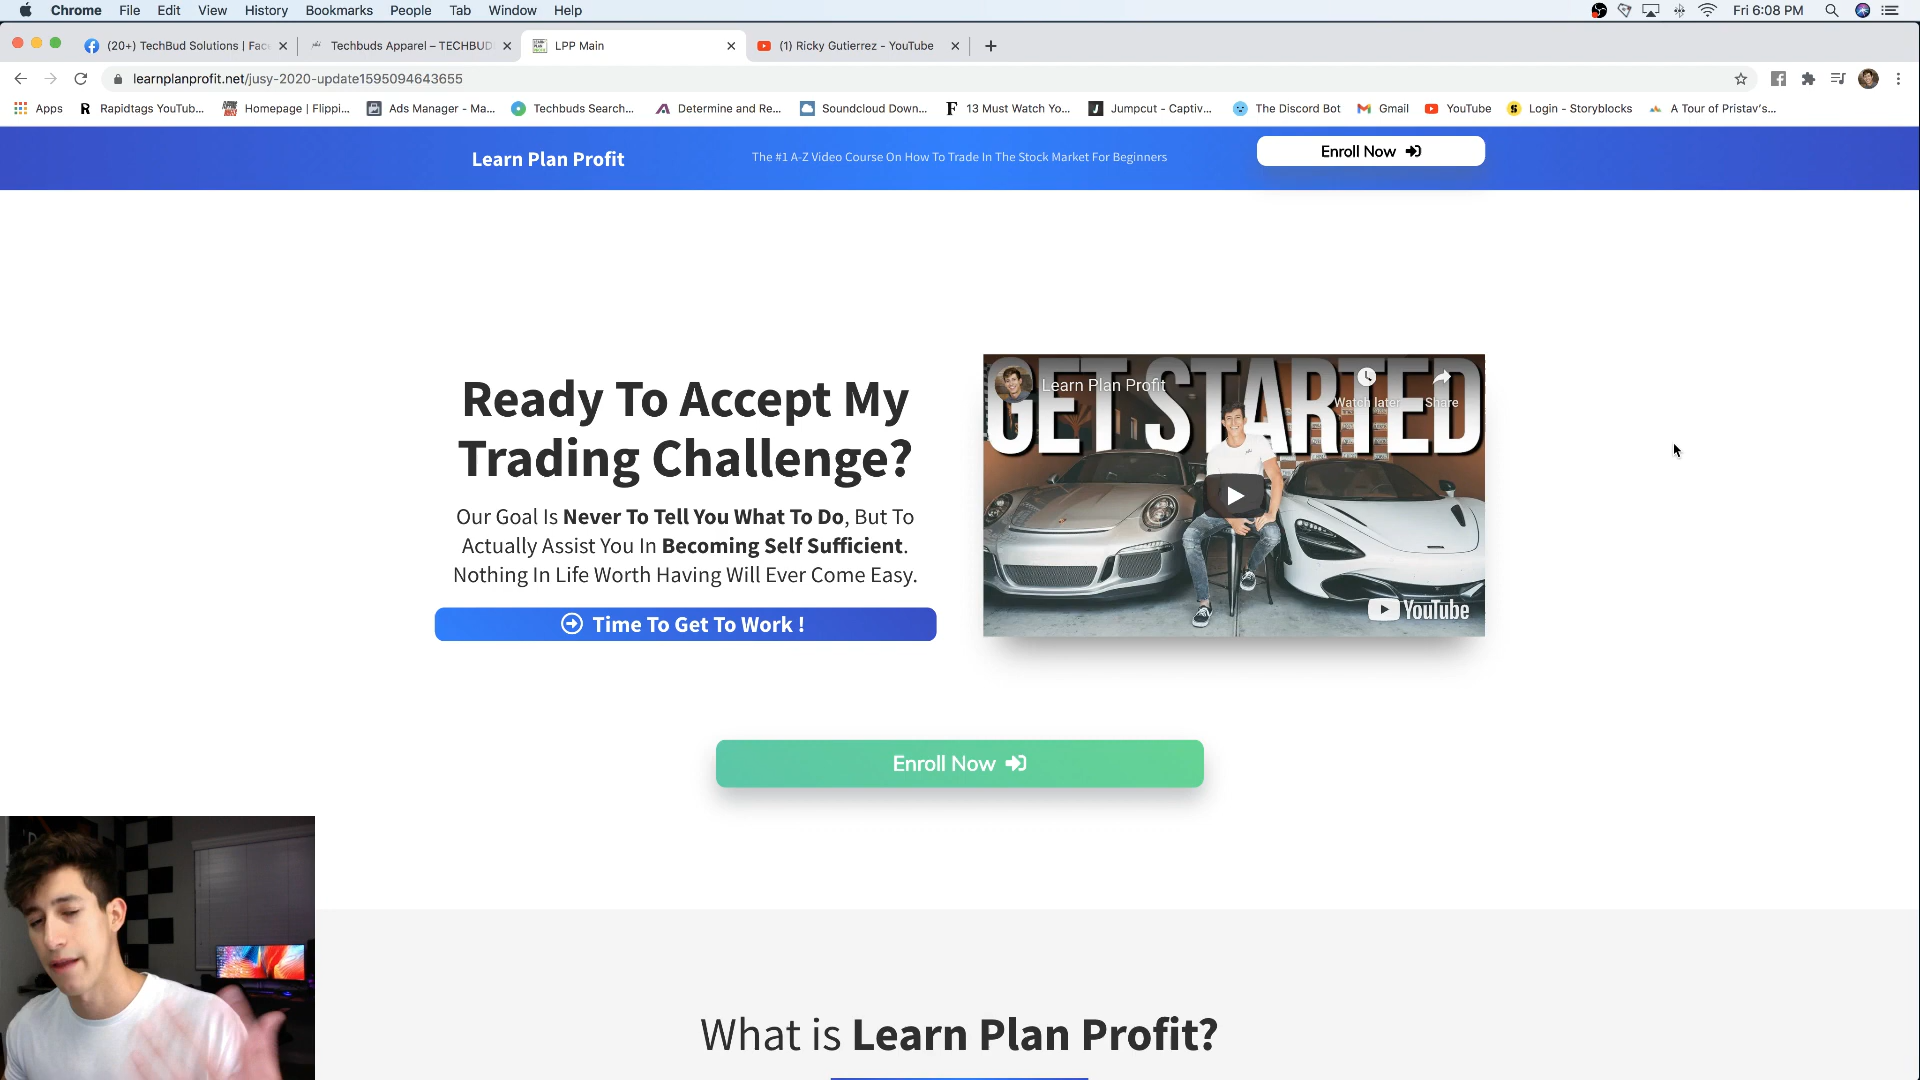 Chrome File Edit View History Bookmarks People Tab Window Help Fri 6:08 PM
(20+) TechBud Solutions | Fac Techbuds Apparel – TECHBUD LPP Main (1) Ricky Gutierrez - YouTube
learnplanprofit.net/jusy-2020-update1595094643655
Apps Rapidtags YouTub... Homepage | Flippi... Ads Manager - Ma... Techbuds Search... Determine and Re... Soundcloud Down... 13 Must Watch Yo... Jumpcut - Captiv... The Discord Bot Gmail YouTube Login - Storyblocks A Tour of Pristav's...
Learn Plan Profit
The #1 A-Z Video Course On How To Trade In The Stock Market For Beginners
Enroll Now
Ready To Accept My
Trading Challenge?
Our Goal Is Never To Tell You What To Do, But To
Actually Assist You In Becoming Self Sufficient.
Nothing In Life Worth Having Will Ever Come Easy.
Time To Get To Work !
GET STARTED
Learn Plan Profit
Watch later
Share
YouTube
Enroll Now
What is Learn Plan Profit?